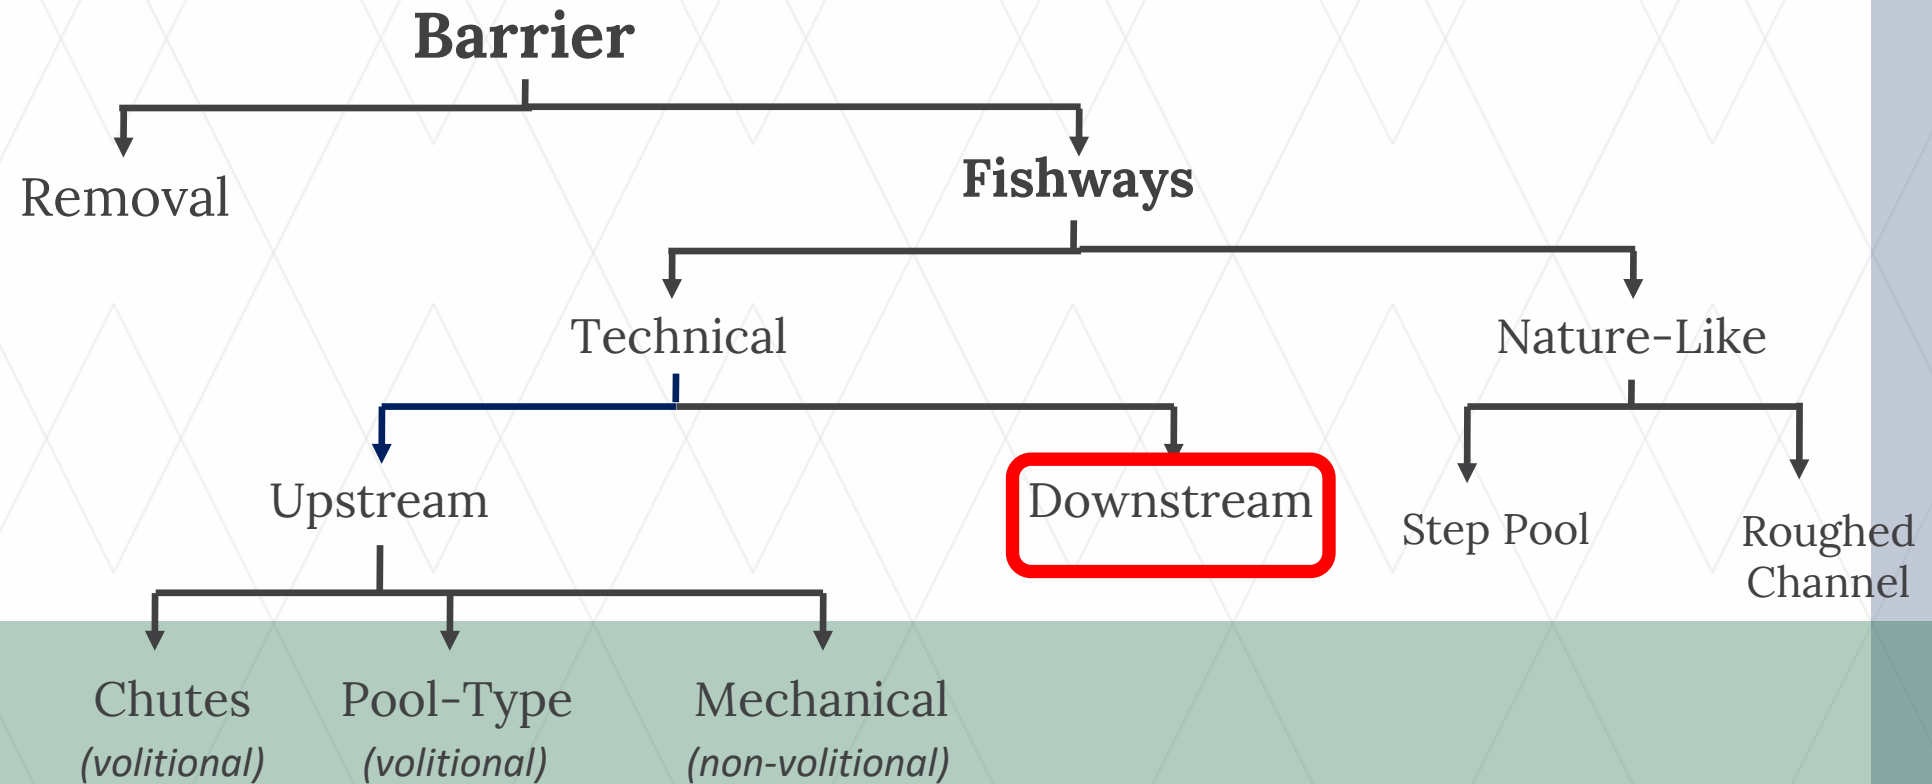 Barrier
Removal
Fishways
Technical
Nature-Like
Upstream
Downstream
Step Pool
Roughed
Channel
Chutes
(volitional)
Pool-Type
(volitional)
Mechanical
(non-volitional)